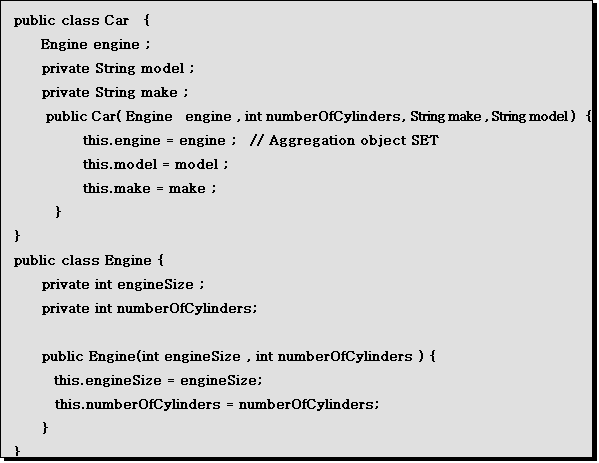 public class Car {
Engine engine ;
private String model ;
private String make ;
public Car( Engine engine , int numberOfCylinders, String make , String model ) {
this.engine = engine ; // Aggregation object SET
this.model = model ;
this.make = make ;
}
}
public class Engine {
private int engineSize ;
private int numberOfCylinders;
public Engine(int engineSize , int numberOfCylinders ) {
this.engineSize = engineSize;
this.numberOfCylinders = numberOfCylinders;
}
}